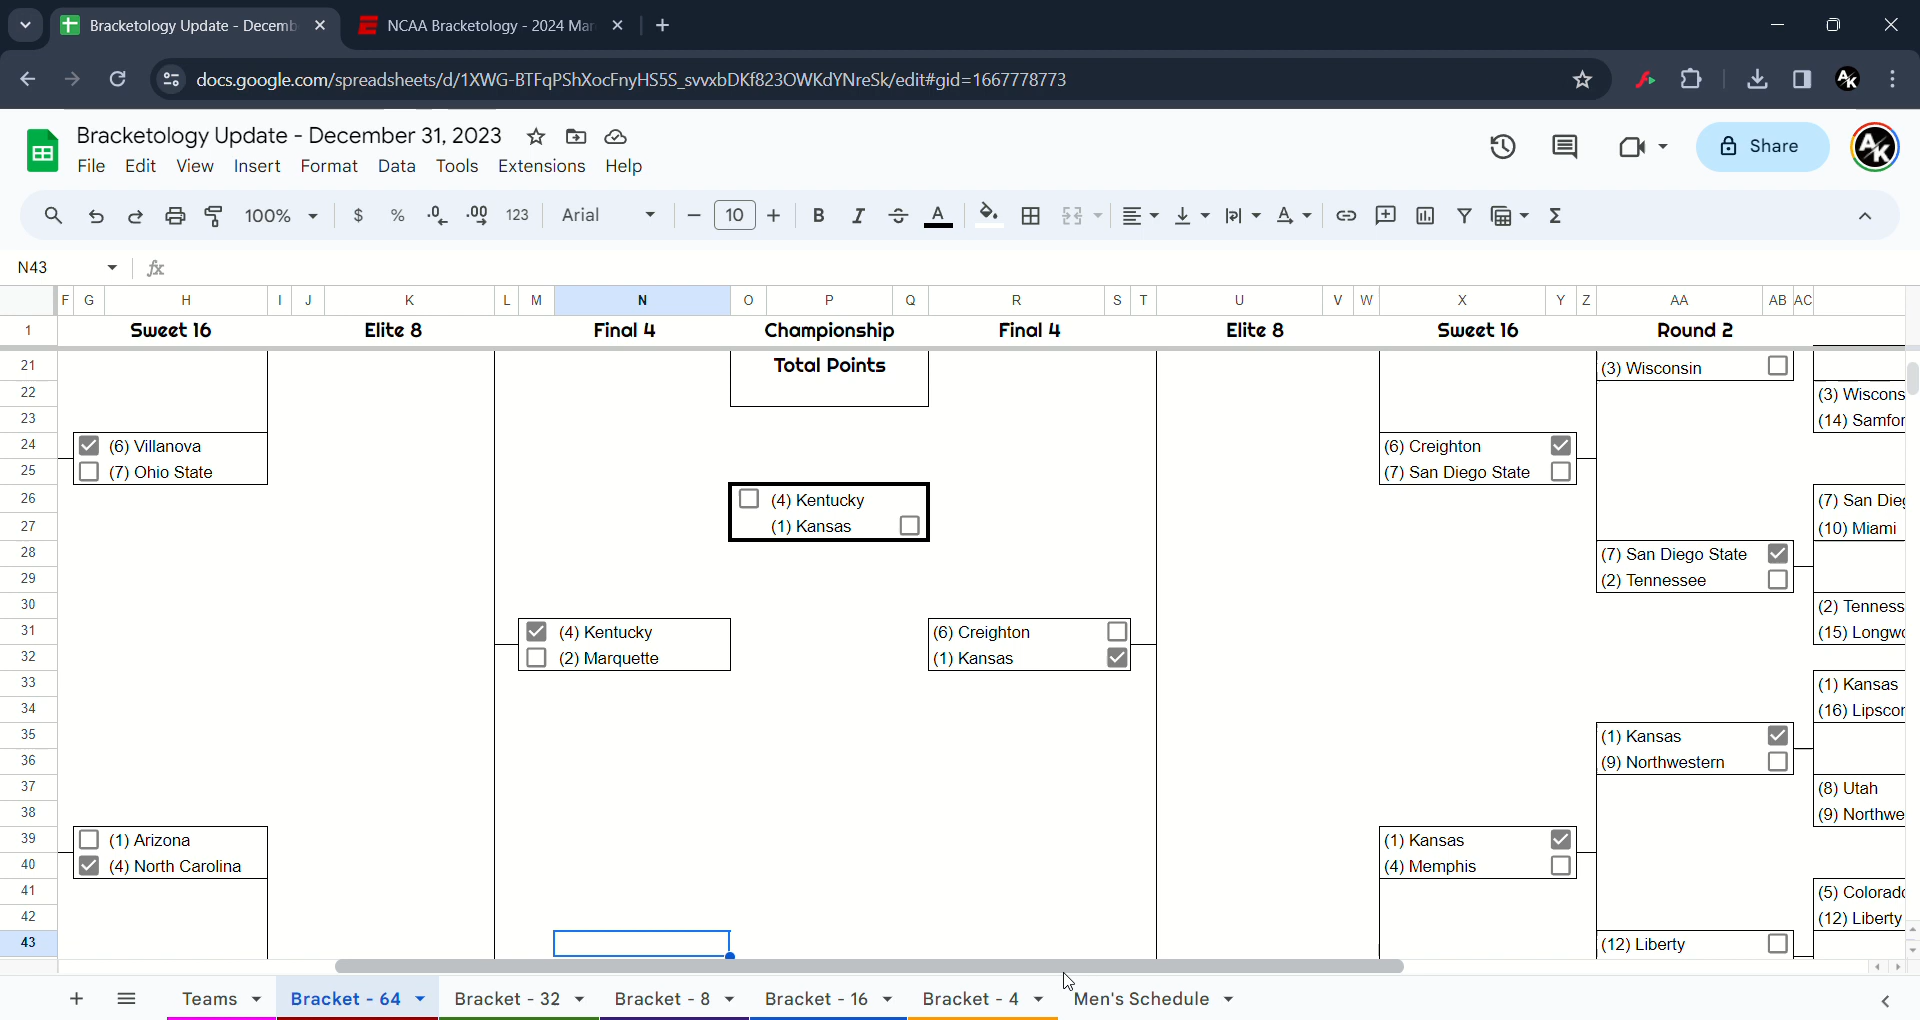 Bracketology Update - Decemb
NCAA Bracketology - 2024 Mar
docs.google.com/spreadsheets/d/1XWG-BTFqPShXocFnyHS5S_svvxbDKf823OWKdYNreSk/edit#gid=1667778773
Bracketology Update - December 31, 2023
File Edit View Insert Format Data Tools Extensions Help
Share
100% $ % .0 .00 123 Arial 10 B I A
N43
fx
F G H I J K L M N O P Q R S T U V W X Y Z AA AB AC
1 Sweet 16 Elite 8 Final 4 Championship Final 4 Elite 8 Sweet 16 Round 2
21 Total Points (3) Wisconsin
22 (3) Wiscons
23 (14) Samfor
24 (6) Villanova (6) Creighton
25 (7) Ohio State (7) San Diego State
26 (4) Kentucky (7) San Die
27 (1) Kansas (10) Miami
28 (7) San Diego State
29 (2) Tennessee
30 (2) Tenness
31 (4) Kentucky (6) Creighton (15) Longw
32 (2) Marquette (1) Kansas
33 (1) Kansas
34 (16) Lipscor
35 (1) Kansas
36 (9) Northwestern
37 (8) Utah
38 (9) Northwe
39 (1) Arizona (1) Kansas
40 (4) North Carolina (4) Memphis
41 (5) Colorad
42 (12) Liberty
43 (12) Liberty
Teams Bracket - 64 Bracket - 32 Bracket - 8 Bracket - 16 Bracket - 4 Men's Schedule